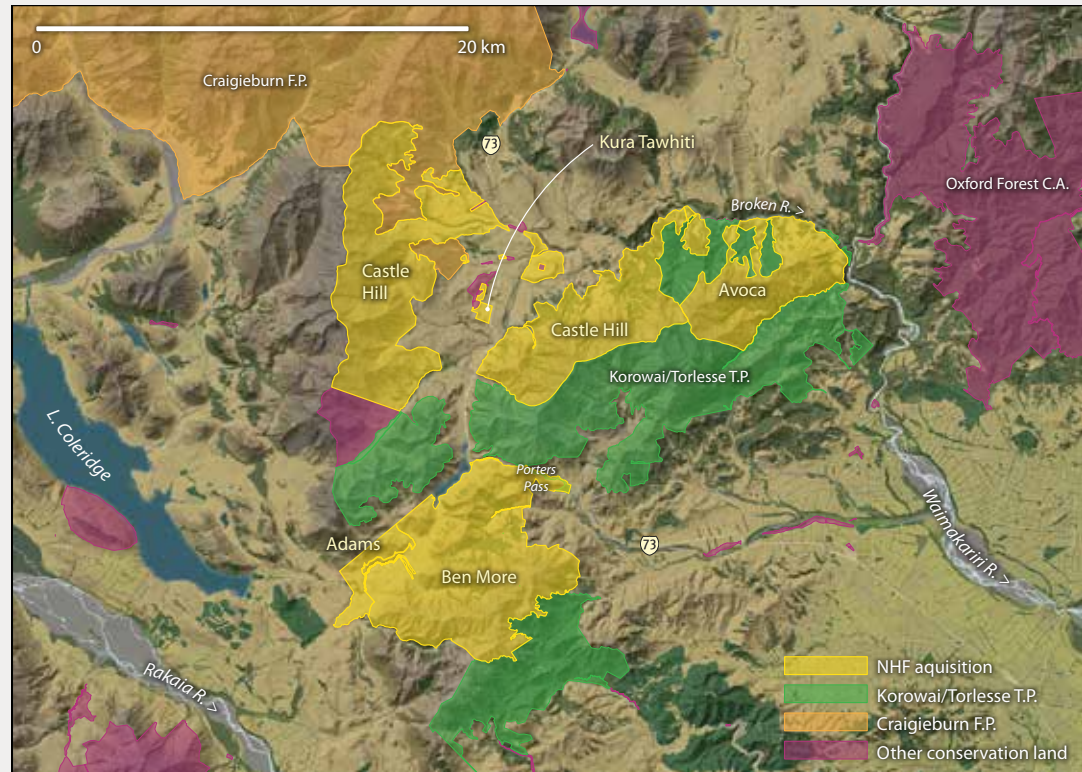 0
20 km
Craigieburn F.P.
73
Kura Tawhiti
Oxford Forest C.A.
Broken R. >
Castle
Hill
Avoca
Castle Hill
Korowai/Torlesse T.P.
L. Coleridge
Porters
Pass
Adams
73
Waimakariri R. >
Ben More
Rakaia R. >
NHF aquisition
Korowai/Torlesse T.P.
Craigieburn F.P.
Other conservation land